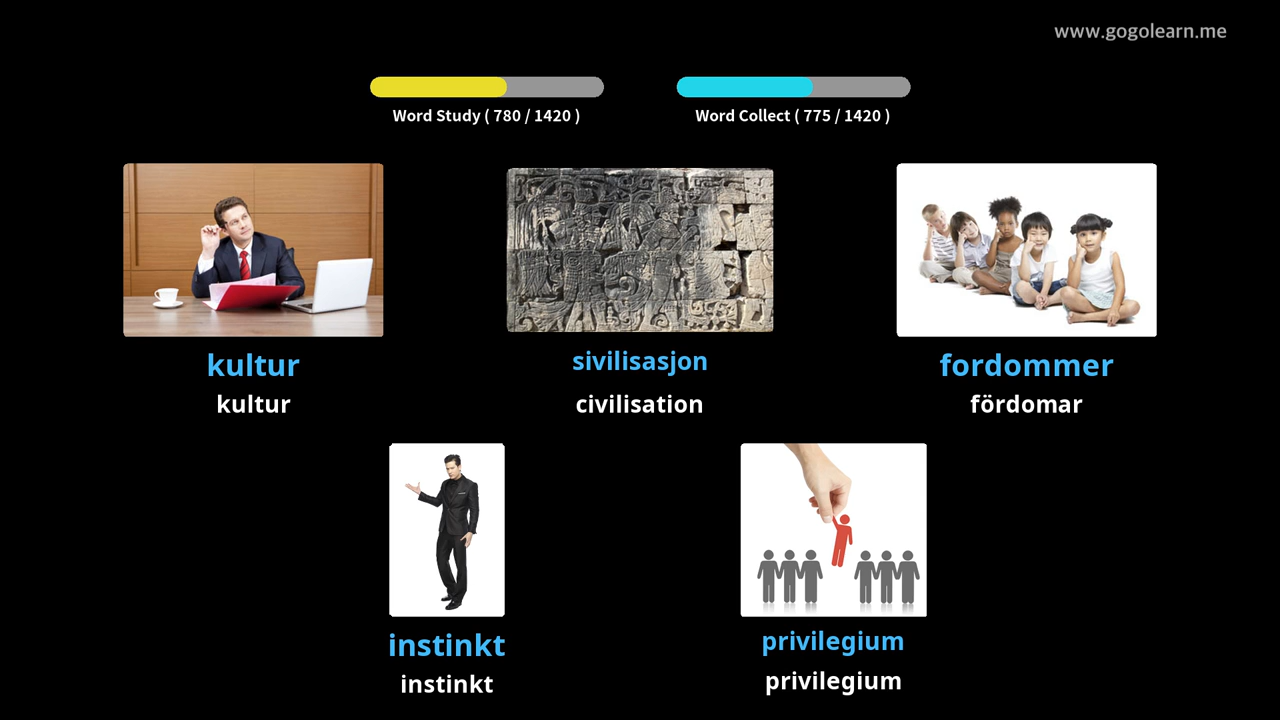 www.gogolearn.me
Word Study ( 780 / 1420 )
Word Collect ( 775 / 1420 )
kultur
kultur
sivilisasjon
civilisation
fordommer
fördomar
instinkt
instinkt
privilegium
privilegium